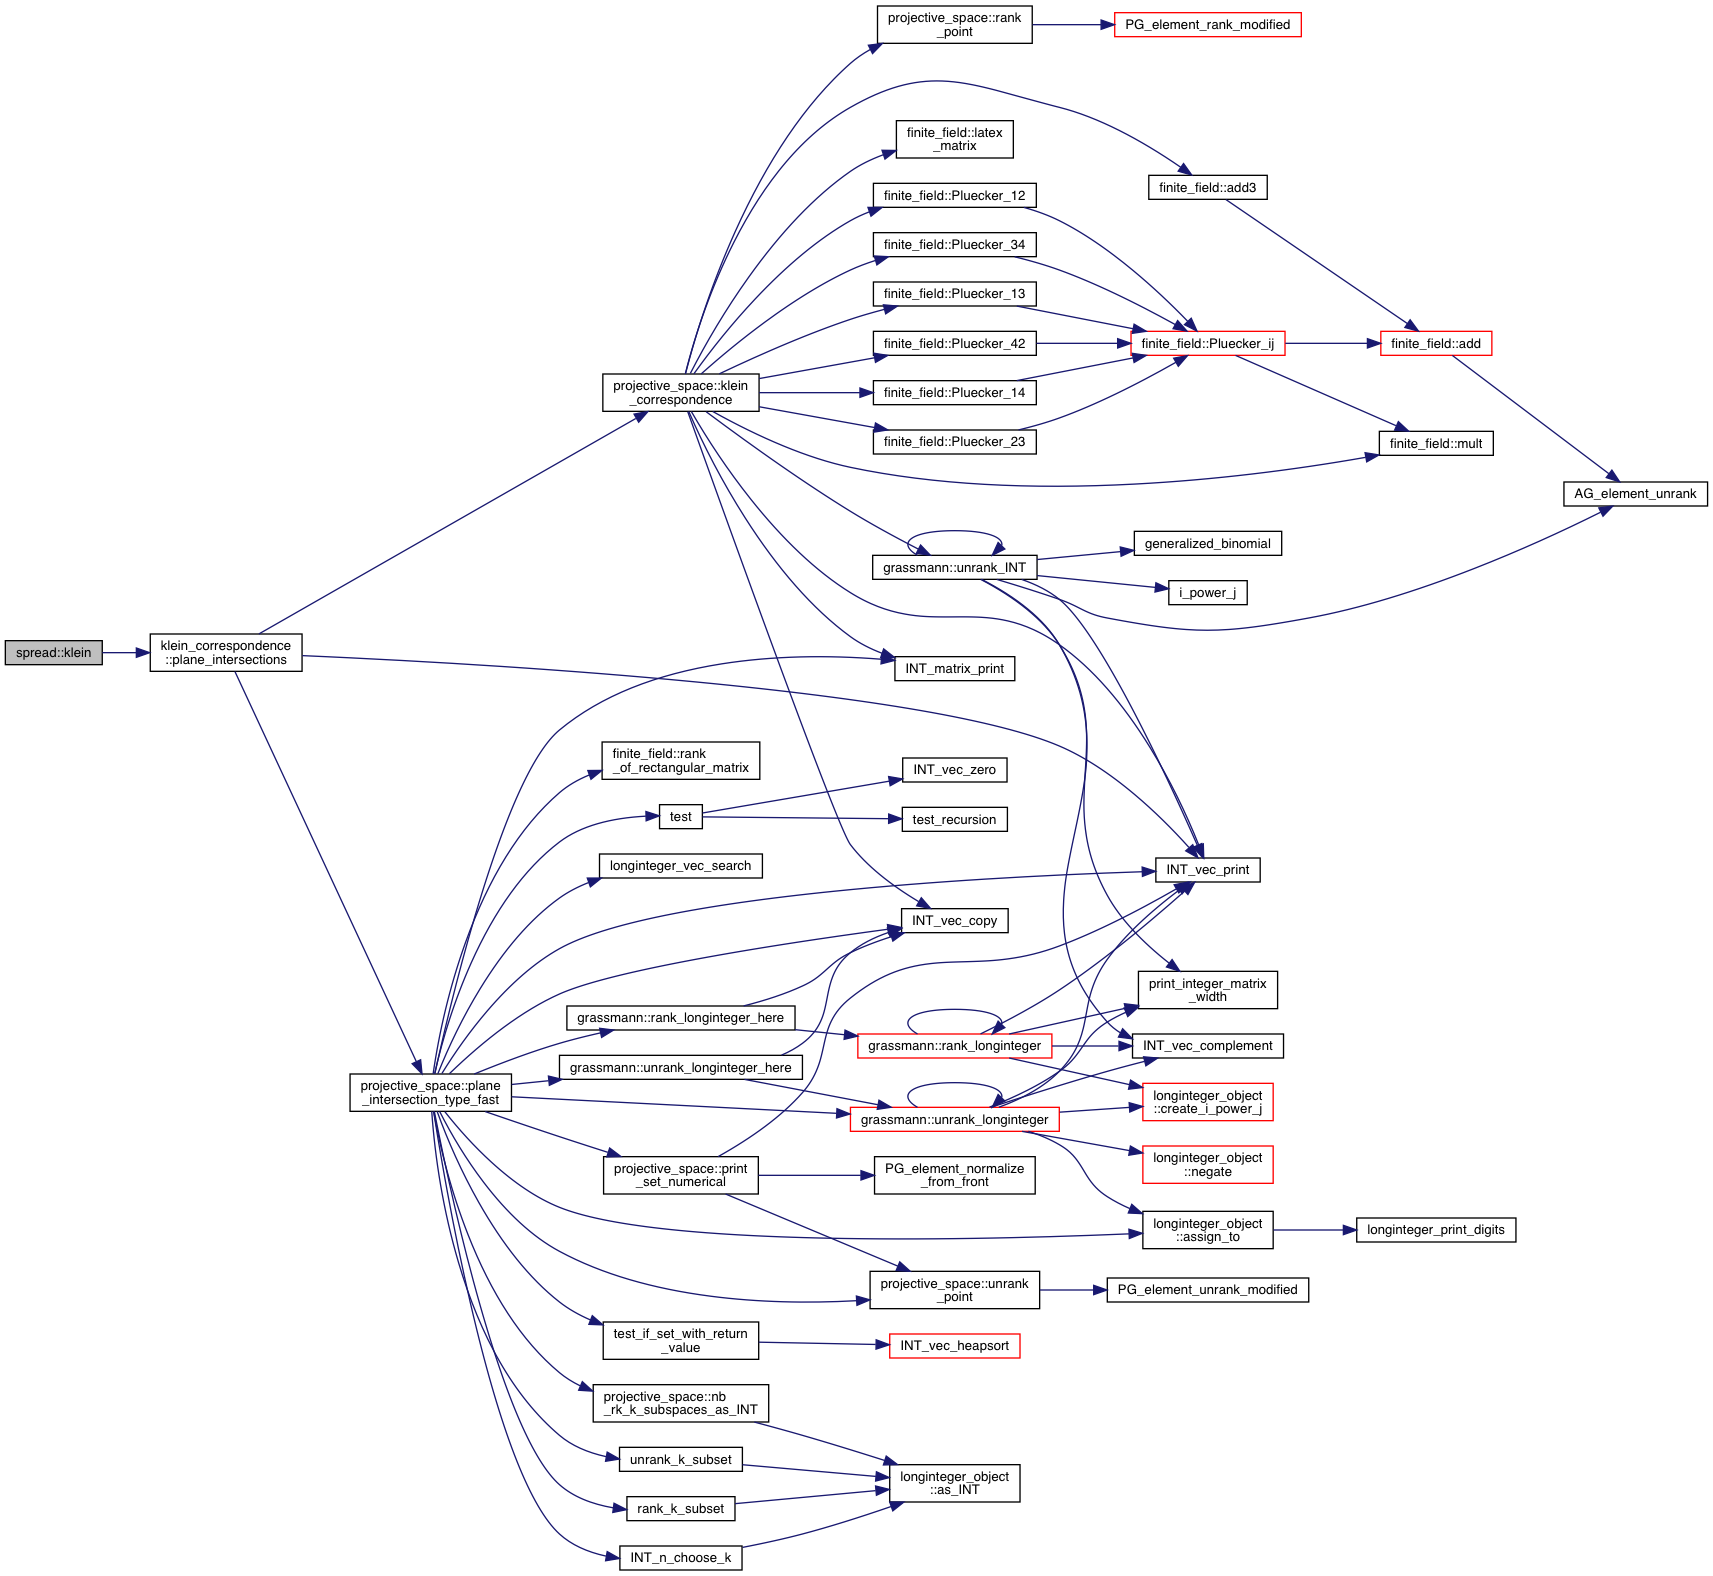 projective_space::rank
_point
PG_element_rank_modified
finite_field::latex
_matrix
finite_field::add3
finite_field::Pluecker_12
finite_field::Pluecker_34
finite_field::Pluecker_13
finite_field::Pluecker_42
finite_field::Pluecker_ij
finite_field::add
projective_space::klein
_correspondence
finite_field::Pluecker_14
finite_field::Pluecker_23
finite_field::mult
AG_element_unrank
generalized_binomial
grassmann::unrank_INT
i_power_j
spread::klein
klein_correspondence
::plane_intersections
INT_matrix_print
finite_field::rank
_of_rectangular_matrix
INT_vec_zero
test
test_recursion
longinteger_vec_search
INT_vec_print
INT_vec_copy
print_integer_matrix
_width
grassmann::rank_longinteger_here
grassmann::rank_longinteger
INT_vec_complement
grassmann::unrank_longinteger_here
projective_space::plane
_intersection_type_fast
longinteger_object
::create_i_power_j
grassmann::unrank_longinteger
longinteger_object
::negate
projective_space::print
_set_numerical
PG_element_normalize
_from_front
longinteger_object
::assign_to
longinteger_print_digits
projective_space::unrank
_point
PG_element_unrank_modified
test_if_set_with_return
_value
INT_vec_heapsort
projective_space::nb
_rk_k_subspaces_as_INT
unrank_k_subset
longinteger_object
::as_INT
rank_k_subset
INT_n_choose_k